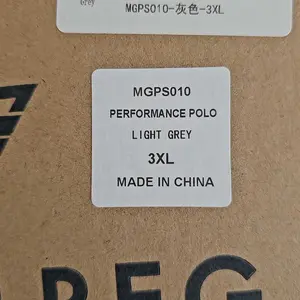 Grey
MGPS010-灰色-3XL
MGPS010
PERFORMANCE POLO
LIGHT GREY
3XL
MADE IN CHINA